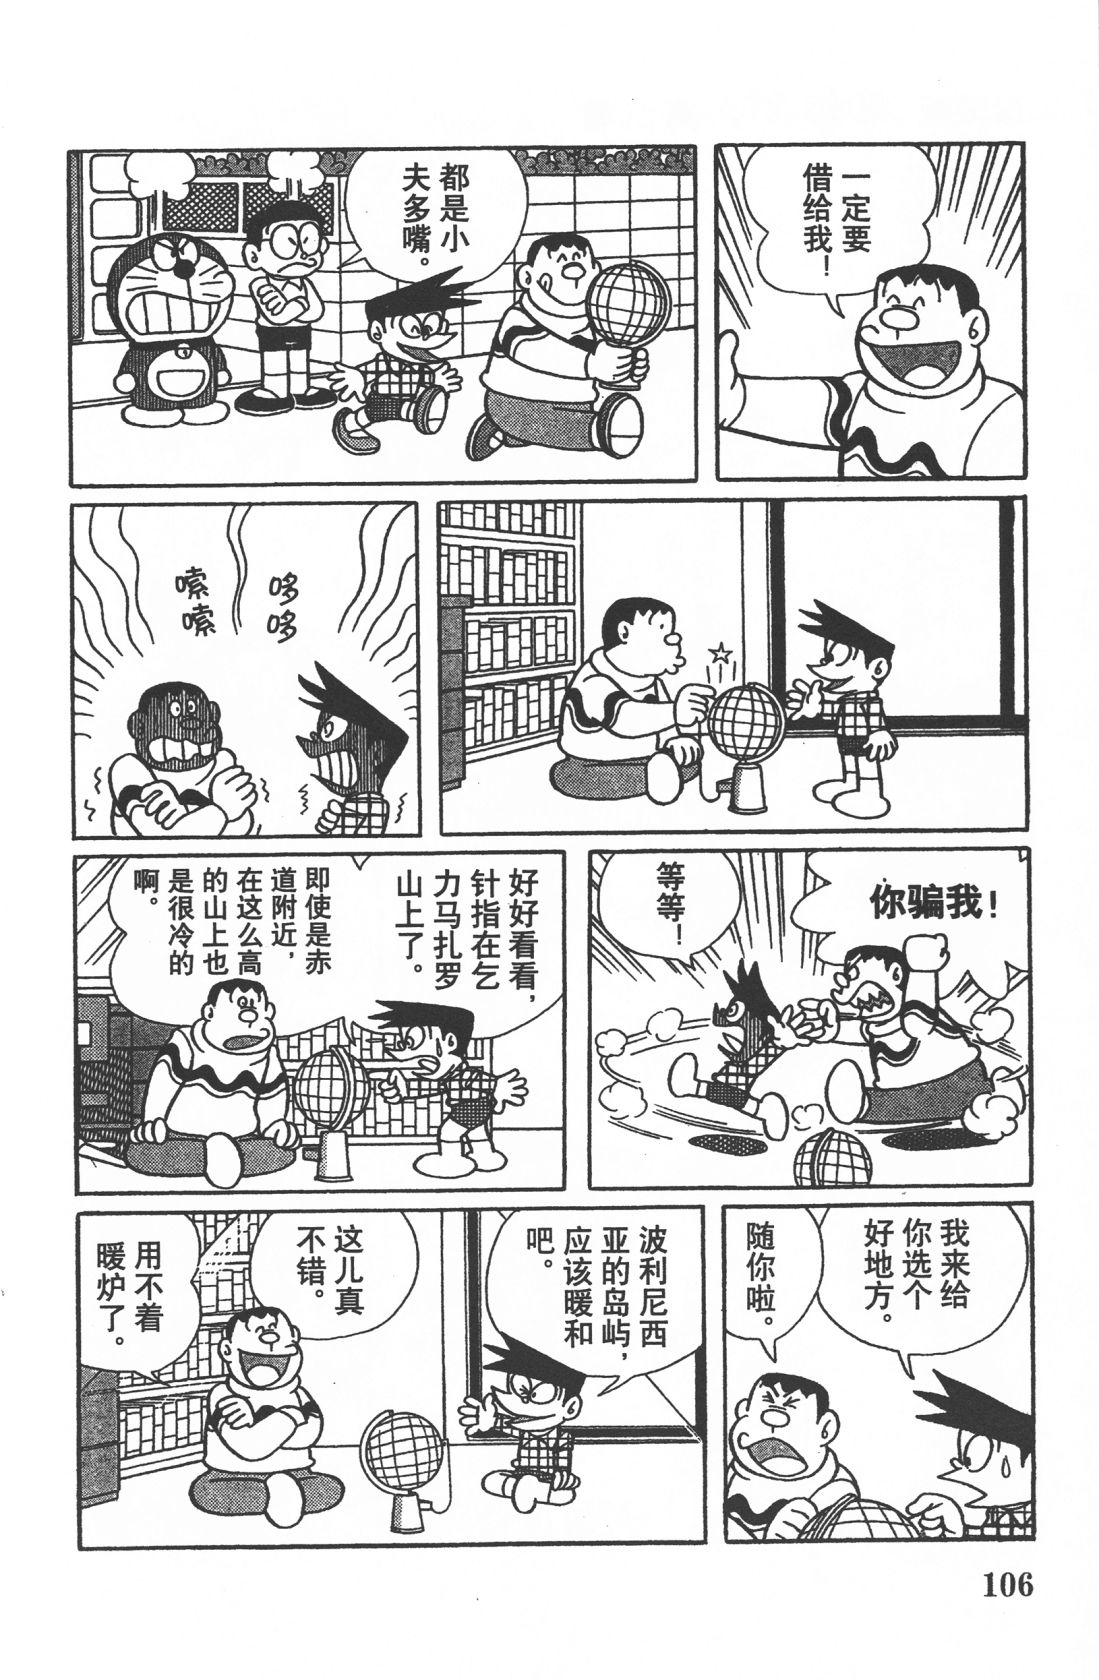 一定要
借给我！
都是小
夫多嘴。
哆哆
嗦嗦
你骗我！
等等！
好好看看，
针指在乞
力马扎罗
山上了。
即使是赤
道附近，
在这么高
的山上也
是很冷的
啊。
我来给
你选个
好地方。
随你啦。
波利尼西
亚的岛屿，
应该暖和
吧。
这儿真
不错。
用不着
暖炉了。
106